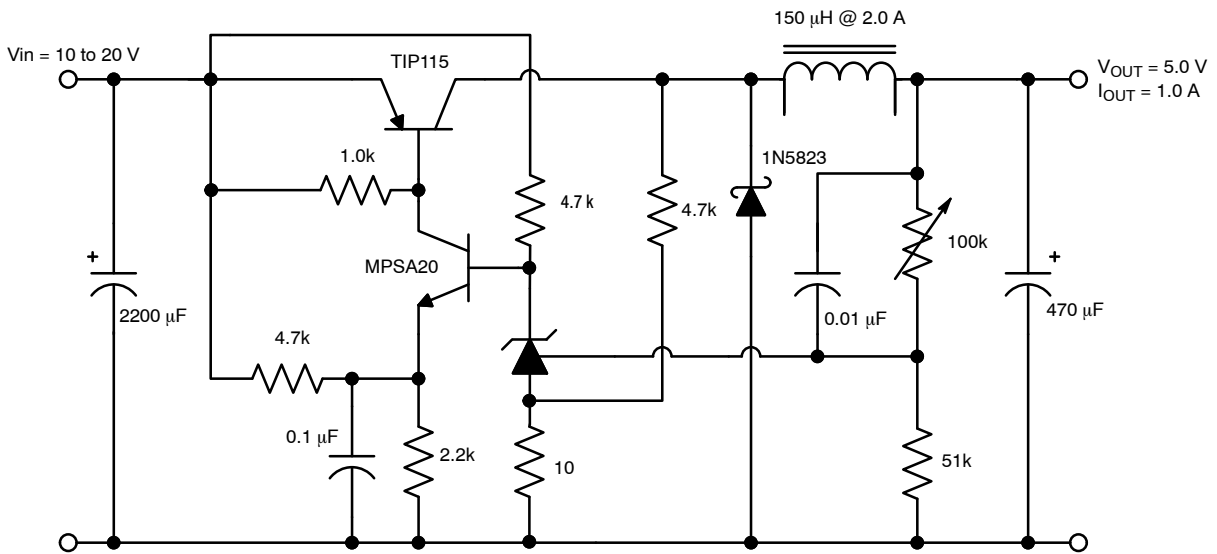 150 μH @ 2.0 A
Vin = 10 to 20 V
TIP115
VOUT = 5.0 V
IOUT = 1.0 A
1.0k
4.7 k
4.7k
1N5823
100k
MPSA20
+
2200 μF
0.01 μF
+
470 μF
4.7k
0.1 μF
2.2k
10
51k